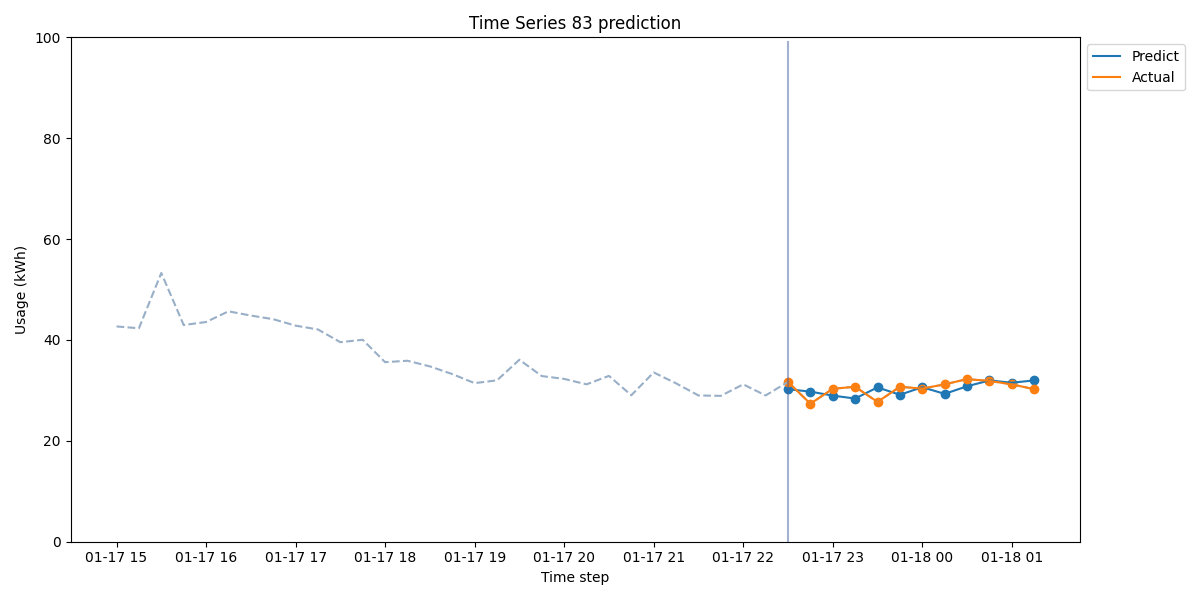 Time Series 83 prediction
Predict
Actual
Usage (kWh)
100
80
60
40
20
0
01-17 15 01-17 16 01-17 17 01-17 18 01-17 19 01-17 20 01-17 21 01-17 22 01-17 23 01-18 00 01-18 01
Time step